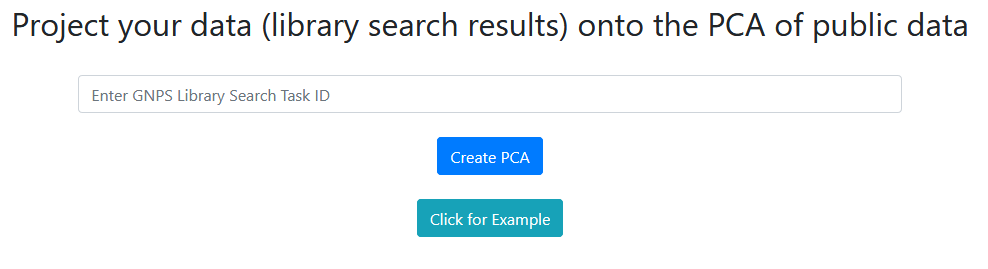 Project your data (library search results) onto the PCA of public data
Enter GNPS Library Search Task ID
Create PCA
Click for Example